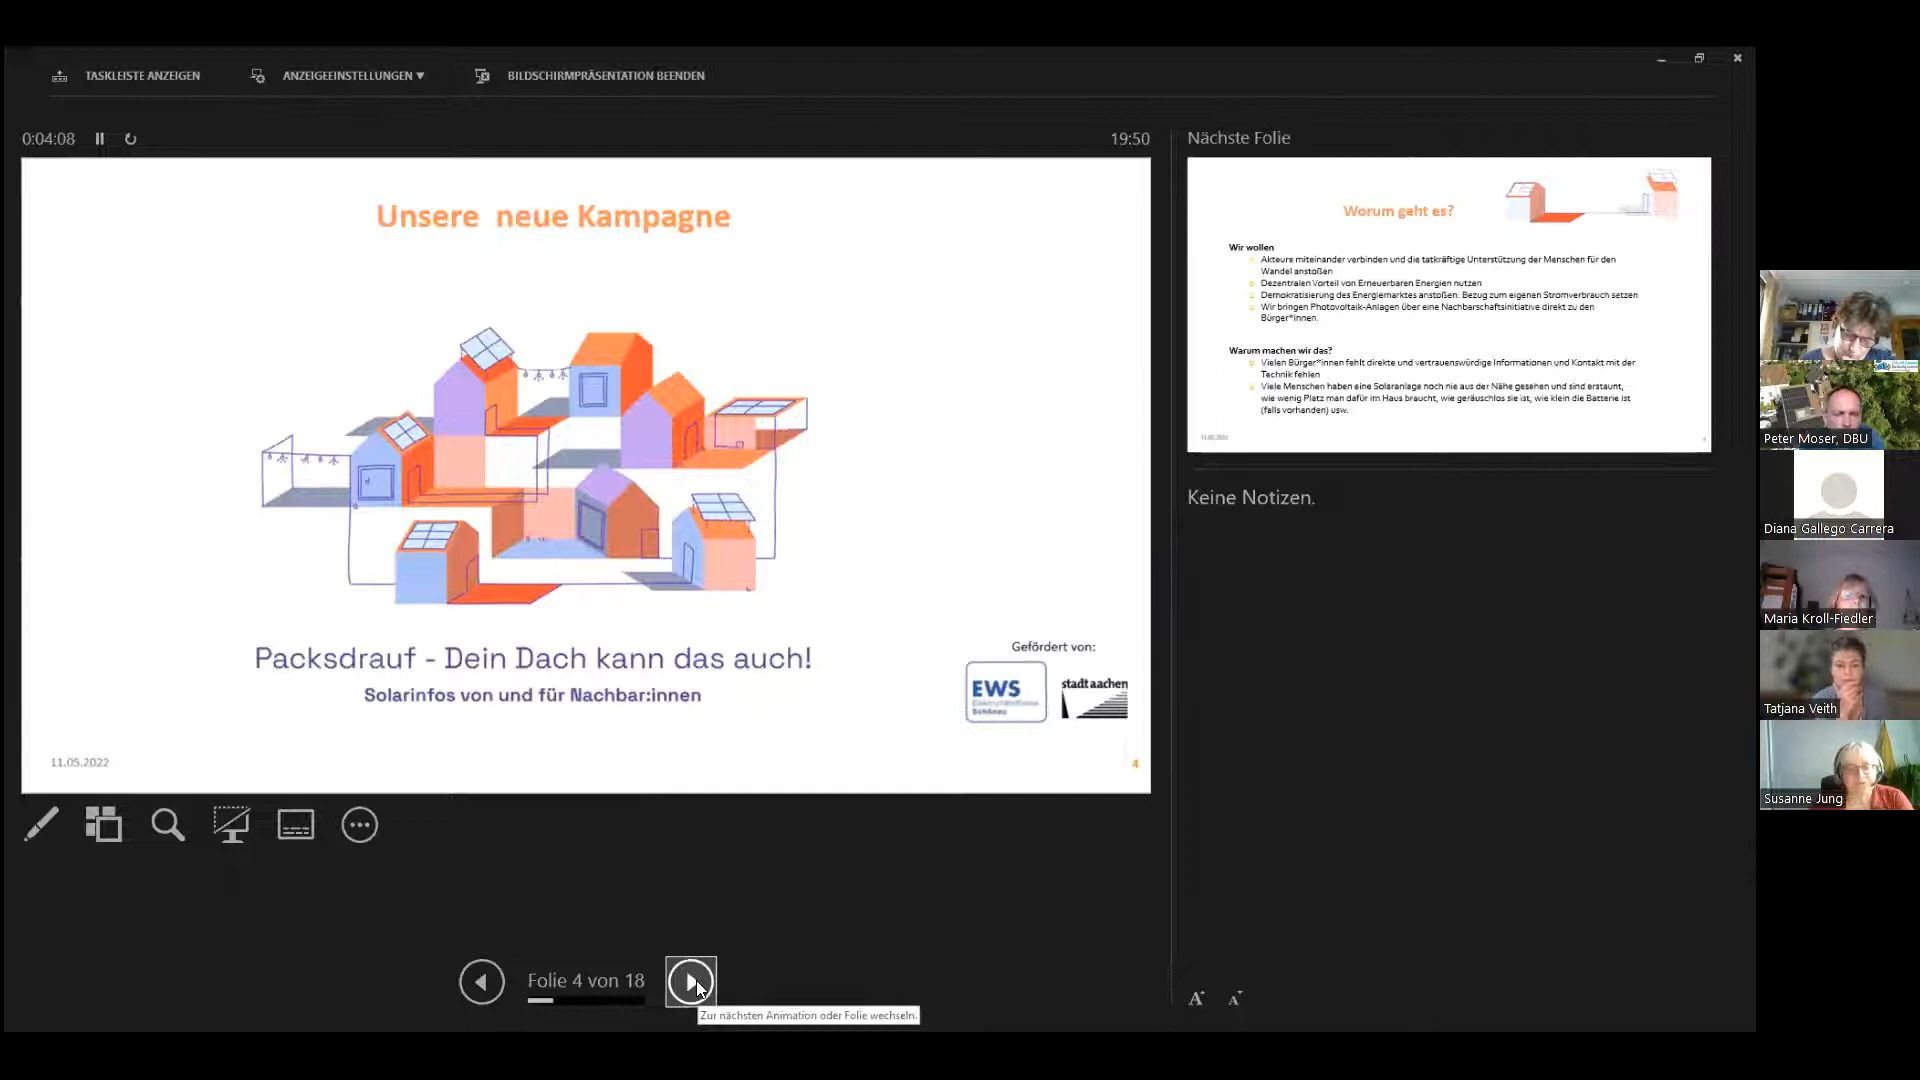 TASKLEISTE ANZEIGEN
ANZEIGEEINSTELLUNGEN ▼
BILDSCHIRMPRÄSENTATION BEENDEN
0:04:08
19:50
Unsere neue Kampagne
Packsdrauf - Dein Dach kann das auch!
Solarinfos von und für Nachbar:innen
Gefördert von:
EWS
Elektrizitätswerke
Schönau
stadt aachen
11.05.2022
4
Nächste Folie
Worum geht es?
Wir wollen
Akteure miteinander verbinden und die tatkräftige Unterstützung der Menschen für den
Wandel anstoßen
Dezentralen Vorteil von Erneuerbaren Energien nutzen
Demokratisierung des Energiemarktes anstoßen: Bezug zum eigenen Stromverbrauch setzen
Wir bringen Photovoltaik-Anlagen über eine Nachbarschaftsinitiative direkt zu den
Bürger*innen.
Warum machen wir das?
Vielen Bürger*innen fehlt direkte und vertrauenswürdige Informationen und Kontakt mit der
Technik fehlen
Viele Menschen haben eine Solaranlage noch nie aus der Nähe gesehen und sind erstaunt,
wie wenig Platz man dafür im Haus braucht, wie geräuschlos sie ist, wie klein die Batterie ist
(falls vorhanden) usw.
11.05.2022
Keine Notizen.
Folie 4 von 18
Zur nächsten Animation oder Folie wechseln.
A
A
Peter Moser, DBU
Diana Gallego Carrera
Maria Kroll-Fiedler
Tatjana Veith
Susanne Jung